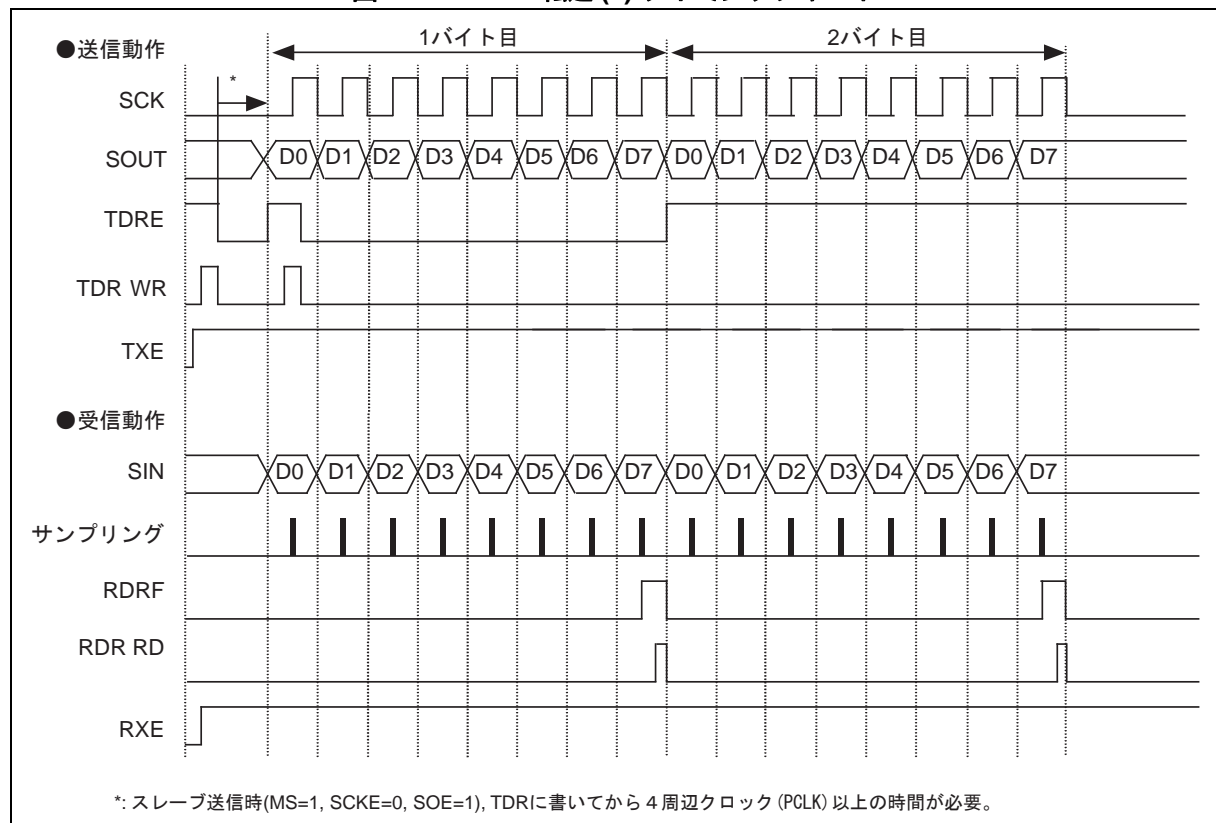 ●送信動作
1バイト目 2バイト目
*
SCK
SOUT D0 D1 D2 D3 D4 D5 D6 D7 D0 D1 D2 D3 D4 D5 D6 D7
TDRE
TDR WR
TXE
●受信動作
SIN D0 D1 D2 D3 D4 D5 D6 D7 D0 D1 D2 D3 D4 D5 D6 D7
サンプリング
RDRF
RDR RD
RXE
*: スレーブ送信時(MS=1, SCKE=0, SOE=1), TDRに書いてから４周辺クロック(PCLK)以上の時間が必要。